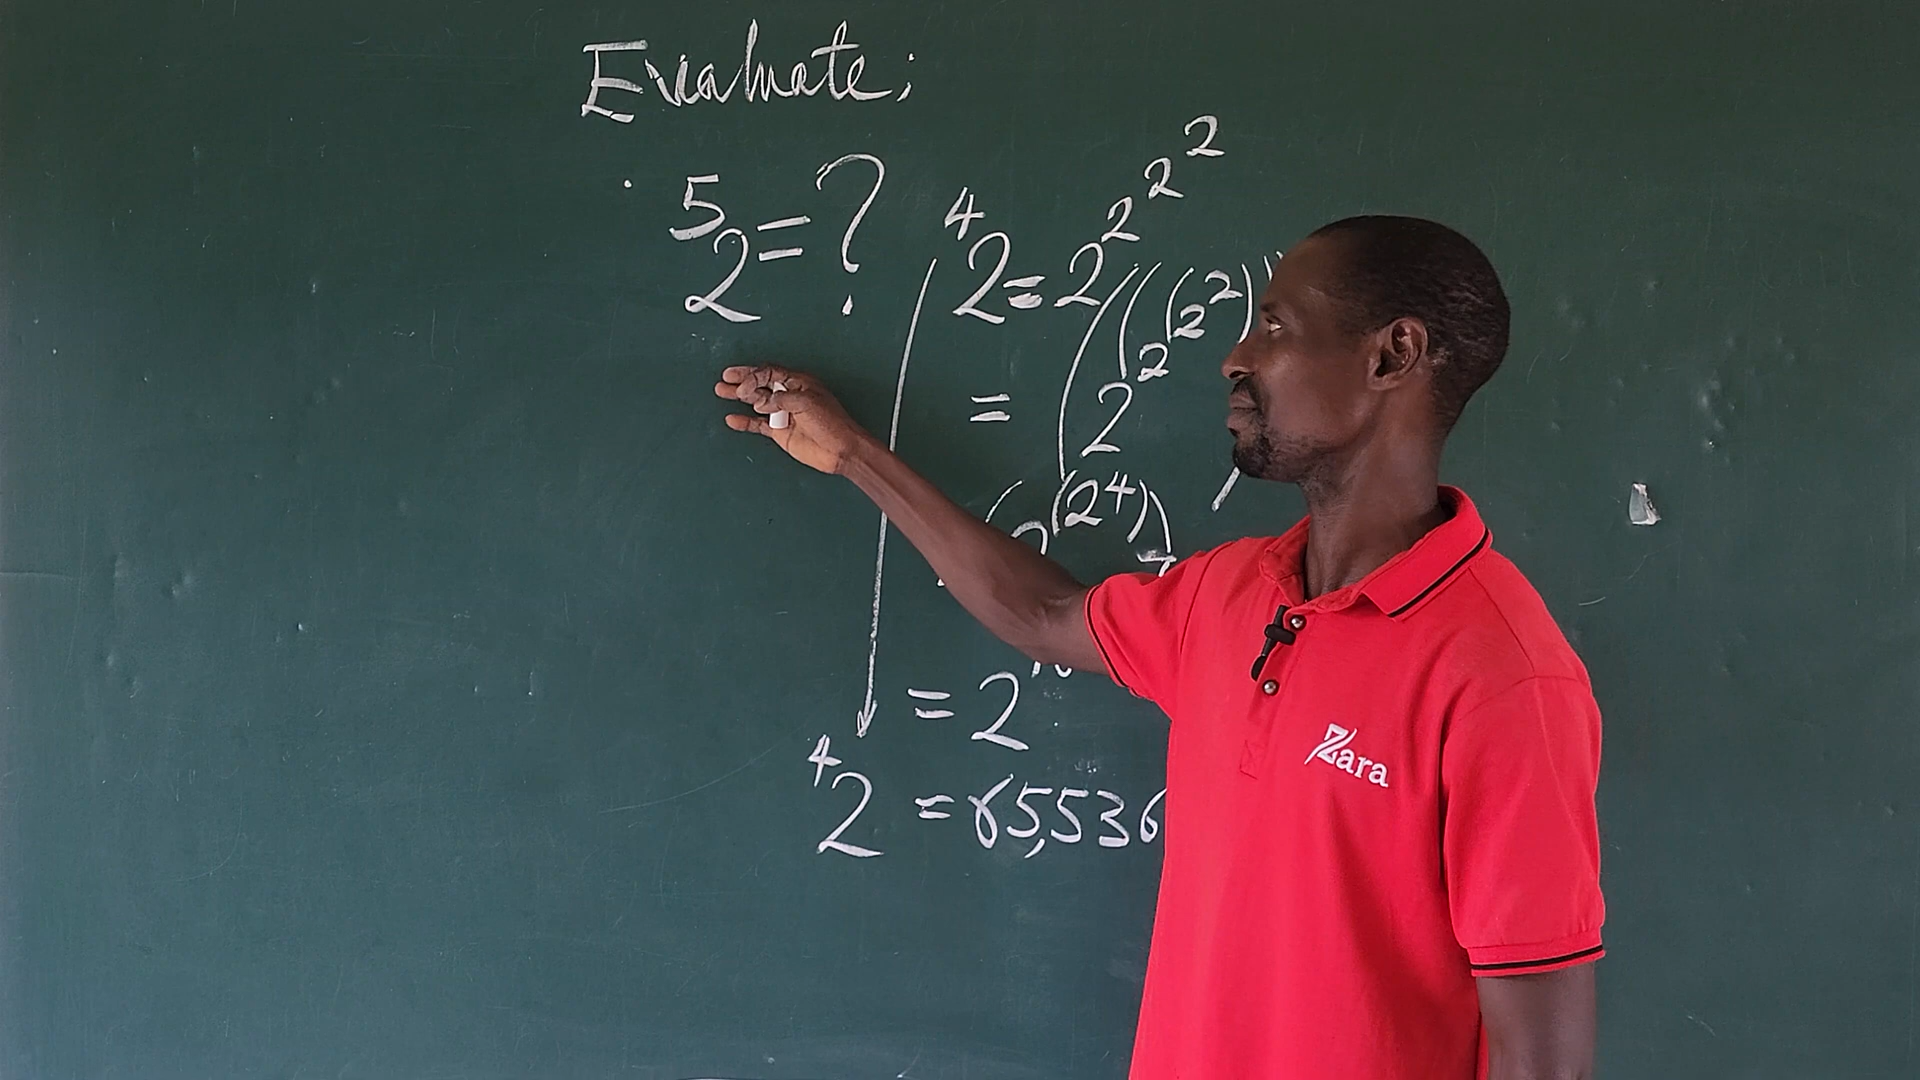 Evaluate;
⁵2 = ?
⁴2 = 2^2^2^2
= (2^(2^(2^2)
(2^(2^4))
= 2
⁴2 = 65,536
Zara